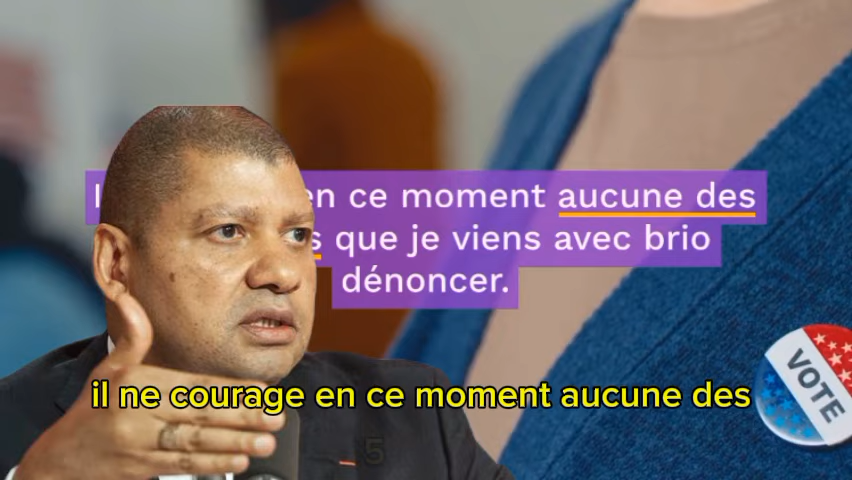 en ce moment aucune des
que je viens avec brio
dénoncer.
il ne courage en ce moment aucune des
5
VOTE